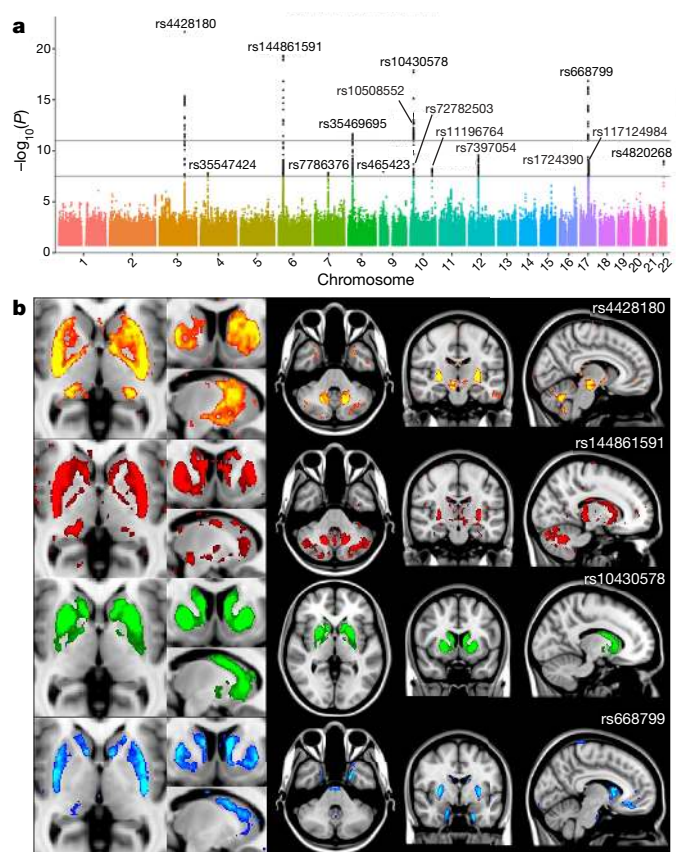 a
rs4428180
rs144861591
rs10430578
rs668799
rs10508552
rs72782503
rs35469695
rs11196764
rs117124984
rs7397054
rs35547424
rs7786376
rs465423
rs1724390
rs4820268
−log10(P)
20
15
10
5
0
1 2 3 4 5 6 7 8 9 10 11 12 13 14 15 16 17 18 19 20 21 22
Chromosome
b
rs4428180
rs144861591
rs10430578
rs668799